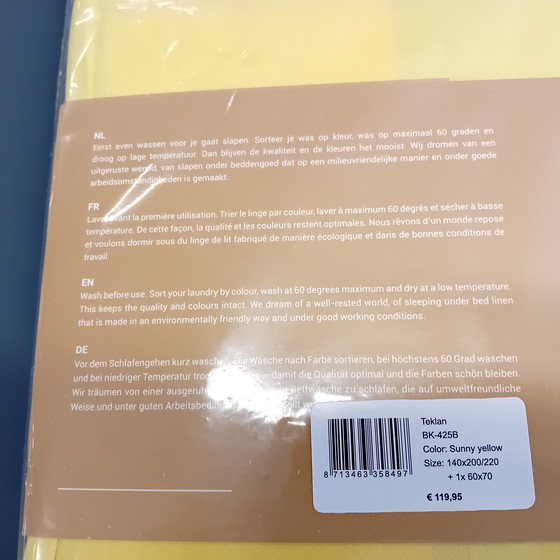 NL
Eerst even wassen voor je gaat slapen. Sorteer je was op kleur, was op maximaal 60 graden en
droog op lage temperatuur. Dan blijven de kwaliteit en de kleuren het mooist. Wij dromen van een
uitgeruste wereld, van slapen onder beddengoed dat op een milieuvriendelijke manier en onder goede
arbeidsomstandigheden is gemaakt.
FR
Laver avant la première utilisation. Trier le linge par couleur, laver à maximum 60 degrés et sécher à basse
température. De cette façon, la qualité et les couleurs restent optimales. Nous rêvons d'un monde reposé
et voulons dormir sous du linge de lit fabriqué de manière écologique et dans de bonnes conditions de
travail.
EN
Wash before use. Sort your laundry by colour, wash at 60 degrees maximum and dry at a low temperature.
This keeps the quality and colours intact. We dream of a well-rested world, of sleeping under bed linen
that is made in an environmentally friendly way and under good working conditions.
DE
Vor dem Schlafengehen kurz waschen. Die Wäsche nach Farbe sortieren, bei höchstens 60 Grad waschen
und bei niedriger Temperatur – damit die Qualität optimal und die Farben schön bleiben.
Wir träumen von einer Bettwäsche zu schlafen, die auf umweltfreundliche
Weise und unter guten
Teklan
BK-425B
Color: Sunny yellow
Size: 140x200/220
+ 1x 60x70
8 713463 358497
€ 119,95